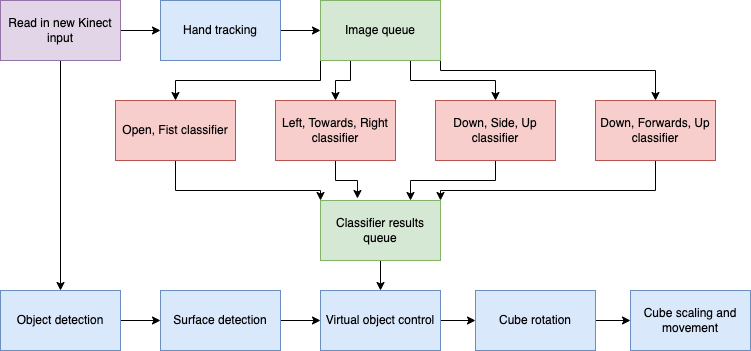 Read in new Kinect
input
Hand tracking
Image queue
Open, Fist classifier
Left, Towards, Right
classifier
Down, Side, Up
classifier
Down, Forwards, Up
classifier
Classifier results
queue
Object detection
Surface detection
Virtual object control
Cube rotation
Cube scaling and
movement